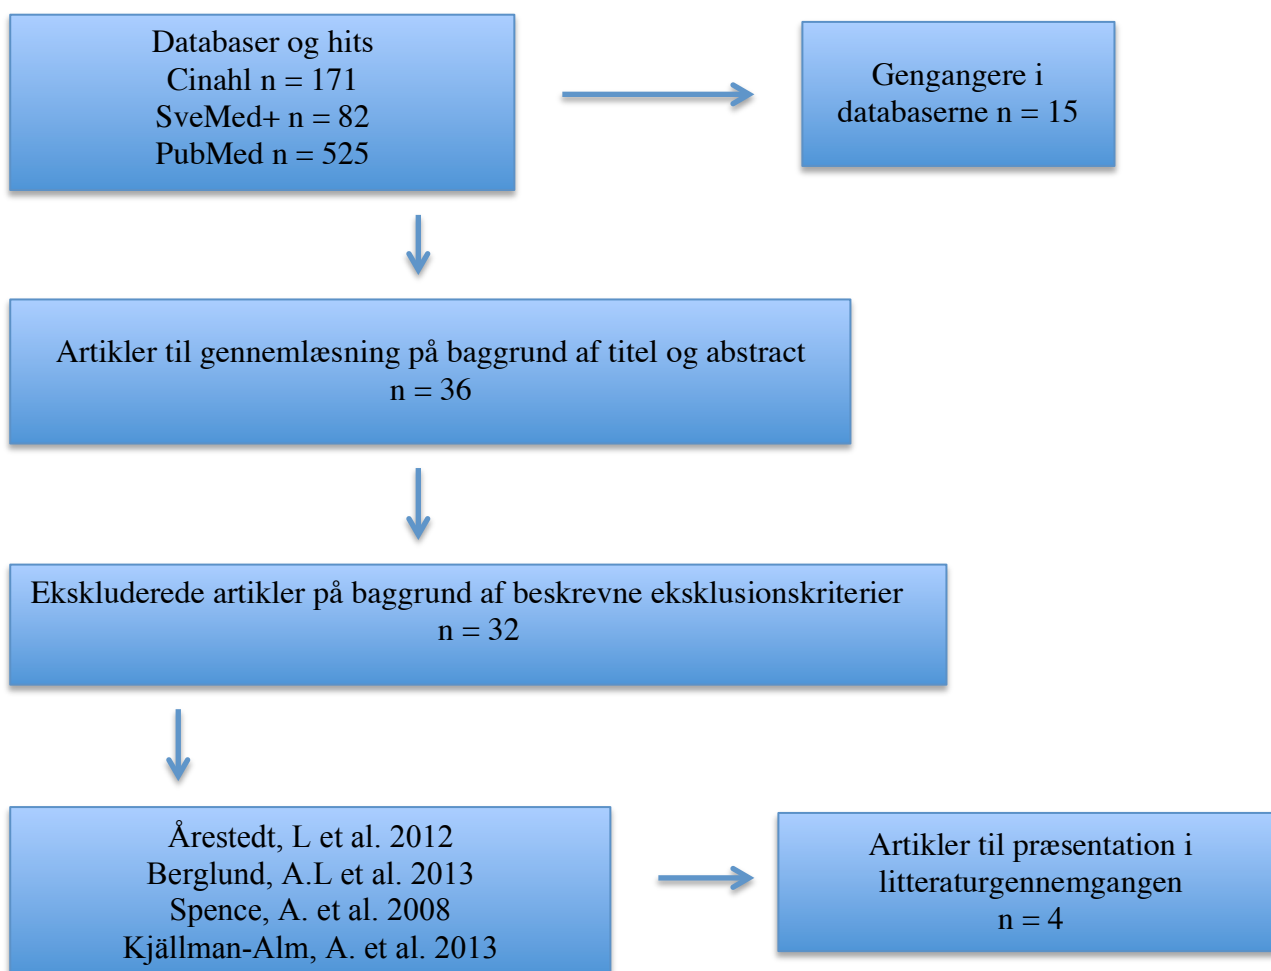 Databaser og hits
Cinahl n = 171
SveMed+ n = 82
PubMed n = 525
Gengangere i
databaserne n = 15
Artikler til gennemlæsning på baggrund af titel og abstract
n = 36
Ekskluderede artikler på baggrund af beskrevne eksklusionskriterier
n = 32
Årestedt, L et al. 2012
Berglund, A.L et al. 2013
Spence, A. et al. 2008
Kjällman-Alm, A. et al. 2013
Artikler til præsentation i
litteraturgennemgangen
n = 4